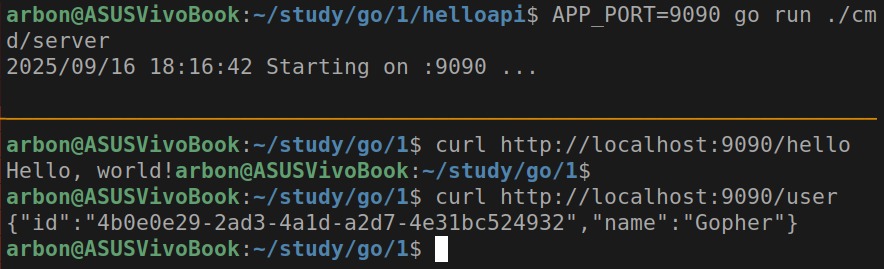 arbon@ASUSVivoBook:~/study/go/1/helloapi$ APP_PORT=9090 go run ./cm
d/server
2025/09/16 18:16:42 Starting on :9090 ...
arbon@ASUSVivoBook:~/study/go/1$ curl http://localhost:9090/hello
Hello, world!arbon@ASUSVivoBook:~/study/go/1$
arbon@ASUSVivoBook:~/study/go/1$ curl http://localhost:9090/user
{"id":"4b0e0e29-2ad3-4a1d-a2d7-4e31bc524932","name":"Gopher"}
arbon@ASUSVivoBook:~/study/go/1$